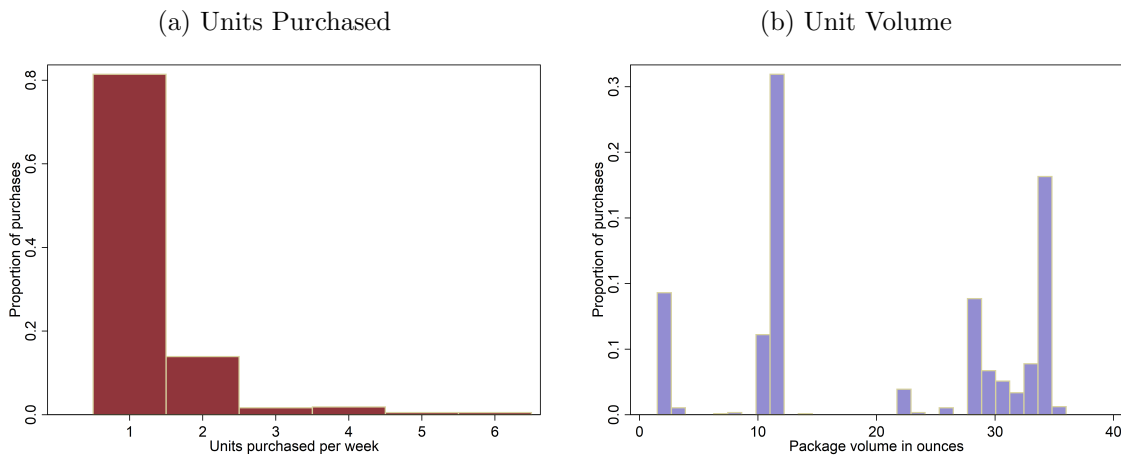 (a) Units Purchased
Proportion of purchases
0.8
0.6
0.4
0.2
0.0
1 2 3 4 5 6
Units purchased per week
(b) Unit Volume
Proportion of purchases
0.3
0.2
0.1
0.1
0.1
0.0
0 10 20 30 40
Package volume in ounces